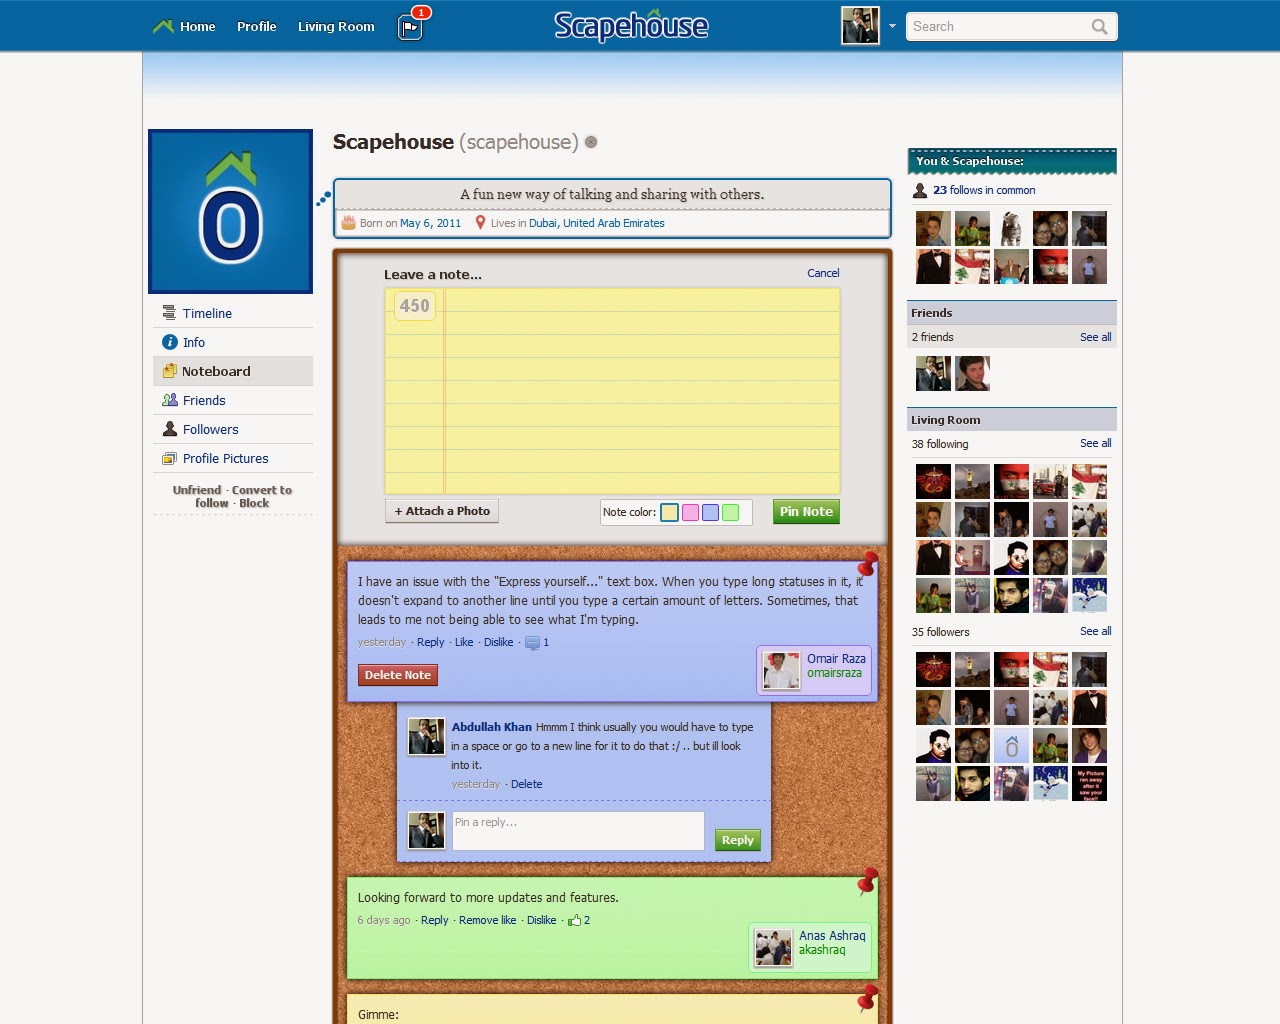 Home Profile Living Room 1 Scapehouse Search
Scapehouse (scapehouse)
A fun new way of talking and sharing with others.
Born on May 6, 2011 Lives in Dubai, United Arab Emirates
Timeline
Info
Noteboard
Friends
Followers
Profile Pictures
Unfriend · Convert to
follow · Block
Leave a note... Cancel
450
+ Attach a Photo Note color: Pin Note
I have an issue with the "Express yourself..." text box. When you type long statuses in it, it
doesn't expand to another line until you type a certain amount of letters. Sometimes, that
leads to me not being able to see what I'm typing.
yesterday · Reply · Like · Dislike · 1
Delete Note
Omair Raza
omairsraza
Abdullah Khan Hmmm I think usually you would have to type
in a space or go to a new line for it to do that :/ .. but ill look
into it.
yesterday · Delete
Pin a reply...
Reply
Looking forward to more updates and features.
6 days ago · Reply · Remove like · Dislike · 2
Anas Ashraq
akashraq
Gimme:
You & Scapehouse:
23 follows in common
Friends
2 friends See all
Living Room
38 following See all
35 followers See all
My Picture
ran away
after it
saw your
face!!